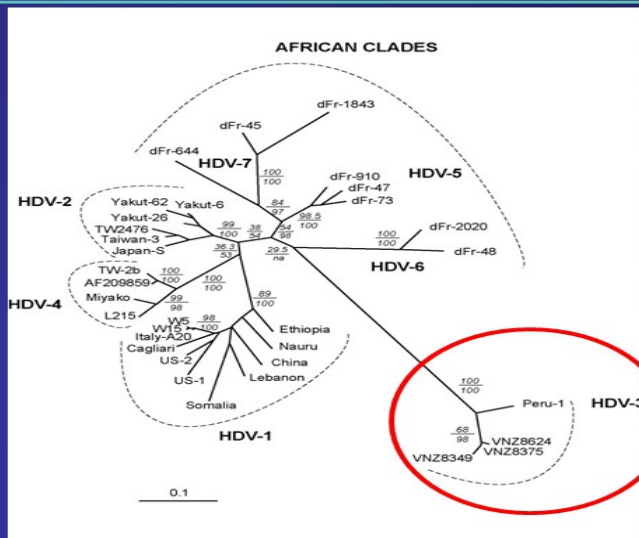 AFRICAN CLADES
dFr-1843
dFr-45
dFr-644
HDV-7
100
100
dFr-910
HDV-5
dFr-47
dFr-73
84
97
98.5
100
HDV-2
Yakut-62
Yakut-6
Yakut-26
TW2476
Taiwan-3
Japan-S
99
100
38
54
54
98
100
100
dFr-2020
dFr-48
HDV-6
36.3
53
29.5
na
TW-2b
AF209859
Miyako
L215
HDV-4
100
100
100
100
99
98
89
100
W5
W15
98
100
Italy-A20
Cagliari
US-2
US-1
Somalia
Ethiopia
Nauru
China
Lebanon
HDV-1
100
100
Peru-1
HDV-3
68
98
VNZ8624
VNZ8375
VNZ8349
0.1